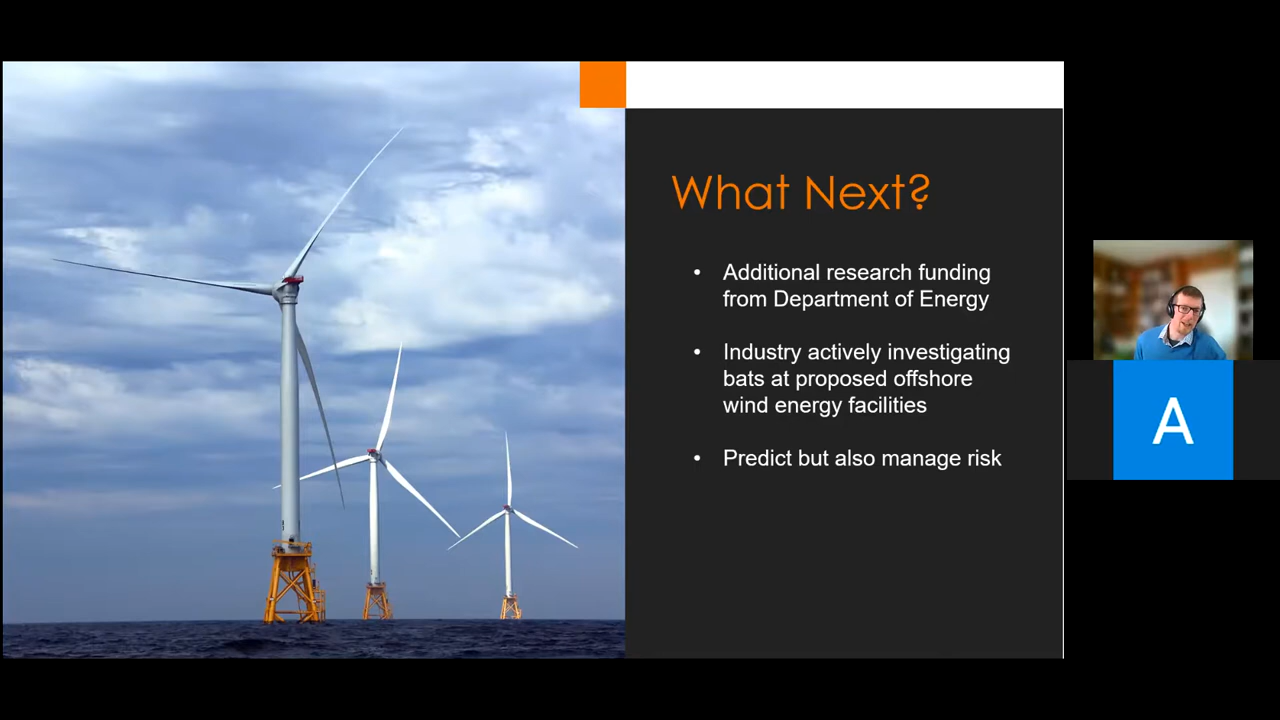 What Next?
• Additional research funding
from Department of Energy
• Industry actively investigating
bats at proposed offshore
wind energy facilities
• Predict but also manage risk
A